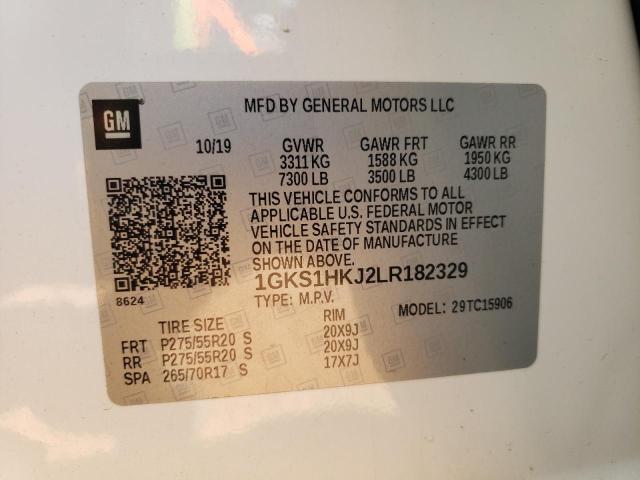 GM
MFD BY GENERAL MOTORS LLC
10/19 GVWR GAWR FRT GAWR RR
3311 KG 1588 KG 1950 KG
7300 LB 3500 LB 4300 LB
THIS VEHICLE CONFORMS TO ALL
APPLICABLE U.S. FEDERAL MOTOR
VEHICLE SAFETY STANDARDS IN EFFECT
ON THE DATE OF MANUFACTURE
SHOWN ABOVE.
1GKS1HKJ2LR182329
8624
TYPE: M.P.V. MODEL: 29TC15906
TIRE SIZE RIM
FRT P275/55R20 S 20X9J
RR P275/55R20 S 20X9J
SPA 265/70R17 S 17X7J